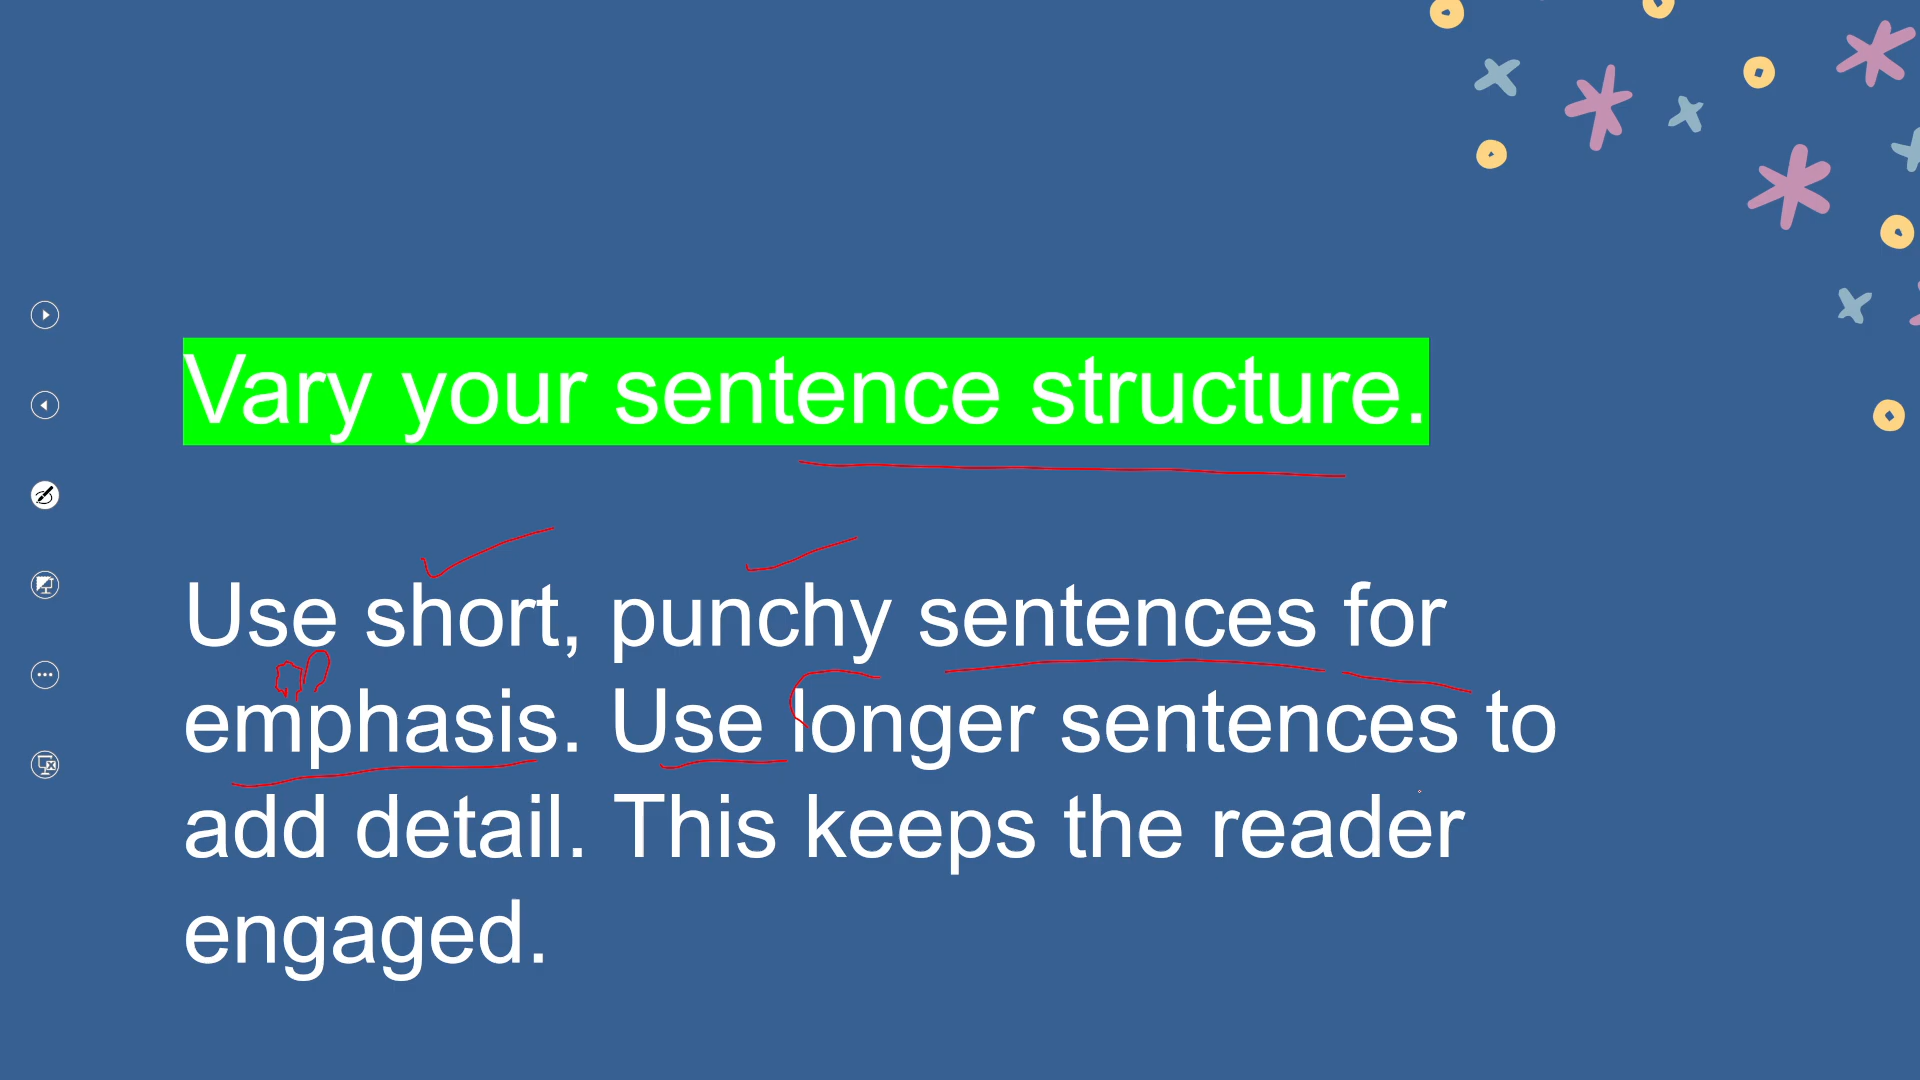 Vary your sentence structure.
Use short, punchy sentences for
emphasis. Use longer sentences to
add detail. This keeps the reader
engaged.